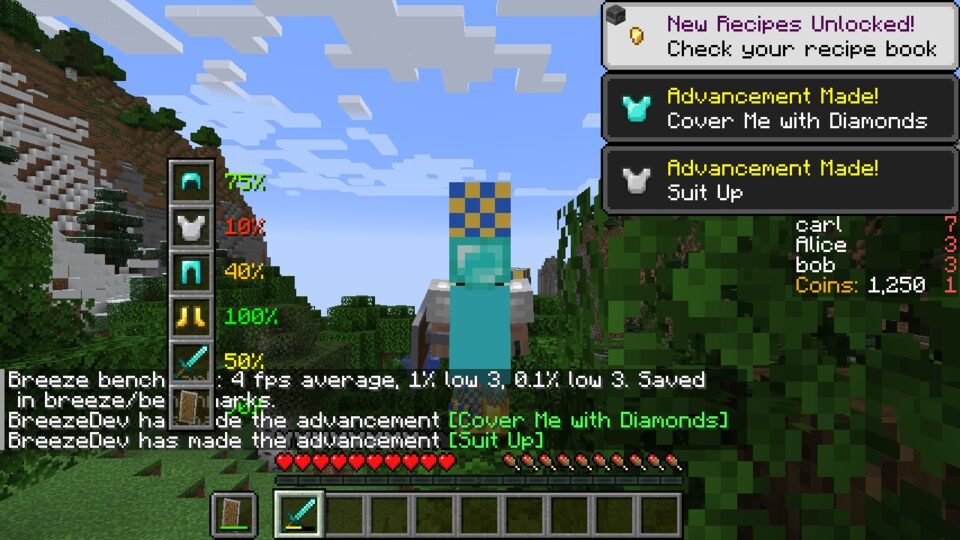 New Recipes Unlocked!
Check your recipe book
Advancement Made!
Cover Me with Diamonds
Advancement Made!
Suit Up
carl 7
Alice 3
bob 3
Coins: 1,250 1
75%
10%
40%
100%
50%
Breeze bench : 4 fps average, 1% low 3, 0.1% low 3. Saved
in breeze/be marks.
BreezeDev ha de the advancement [Cover Me with Diamonds]
BreezeDev has made the advancement [Suit Up]